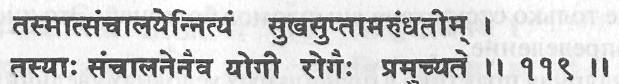 तस्मात्संचालयेन्नित्यं सुखसुप्तामरुंधतीम् ।
तस्याः संचालनेनैव योगी रोगैः प्रमुच्यते ।। ११९ ।।